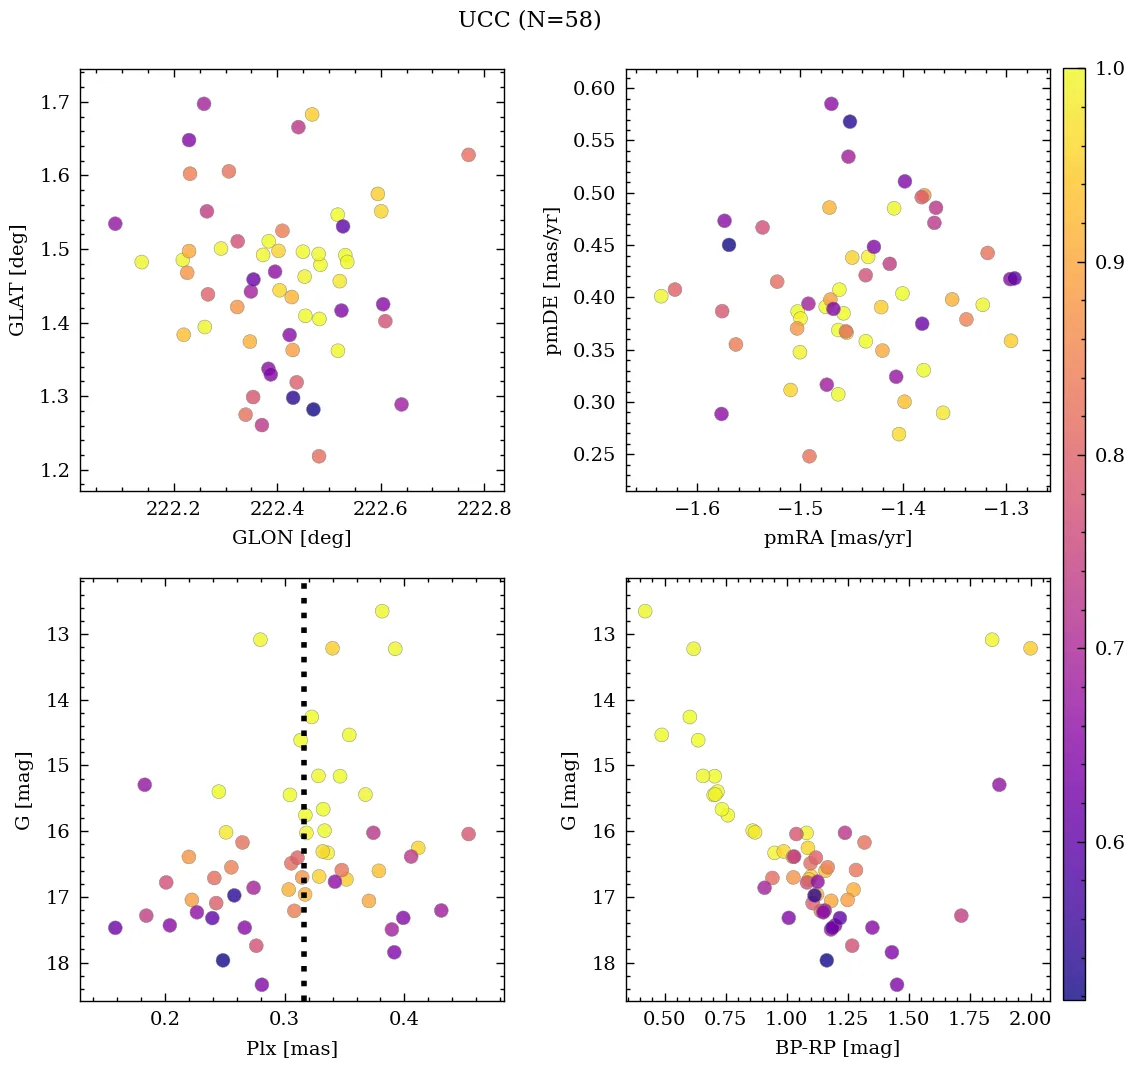 UCC (N=58)
1.7
1.6
1.5
1.4
1.3
1.2
GLAT [deg]
222.2 222.4 222.6 222.8
GLON [deg]
0.60
0.55
0.50
0.45
0.40
0.35
0.30
0.25
pmDE [mas/yr]
−1.6 −1.5 −1.4 −1.3
pmRA [mas/yr]
1.0
0.9
0.8
0.7
0.6
13
14
15
16
17
18
G [mag]
0.2 0.3 0.4
Plx [mas]
13
14
15
16
17
18
G [mag]
0.50 0.75 1.00 1.25 1.50 1.75 2.00
BP-RP [mag]